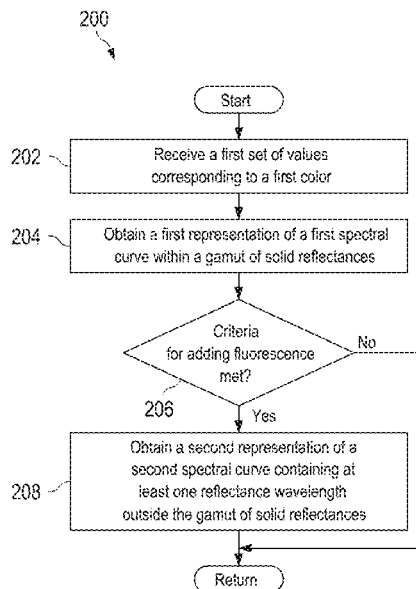 200
Start
202
Receive a first set of values
corresponding to a first color
204
Obtain a first representation of a first spectral
curve within a gamut of solid reflectances
Criteria
for adding fluorescence
met?
No
206
Yes
208
Obtain a second representation of a
second spectral curve containing at
least one reflectance wavelength
outside the gamut of solid reflectances
Return